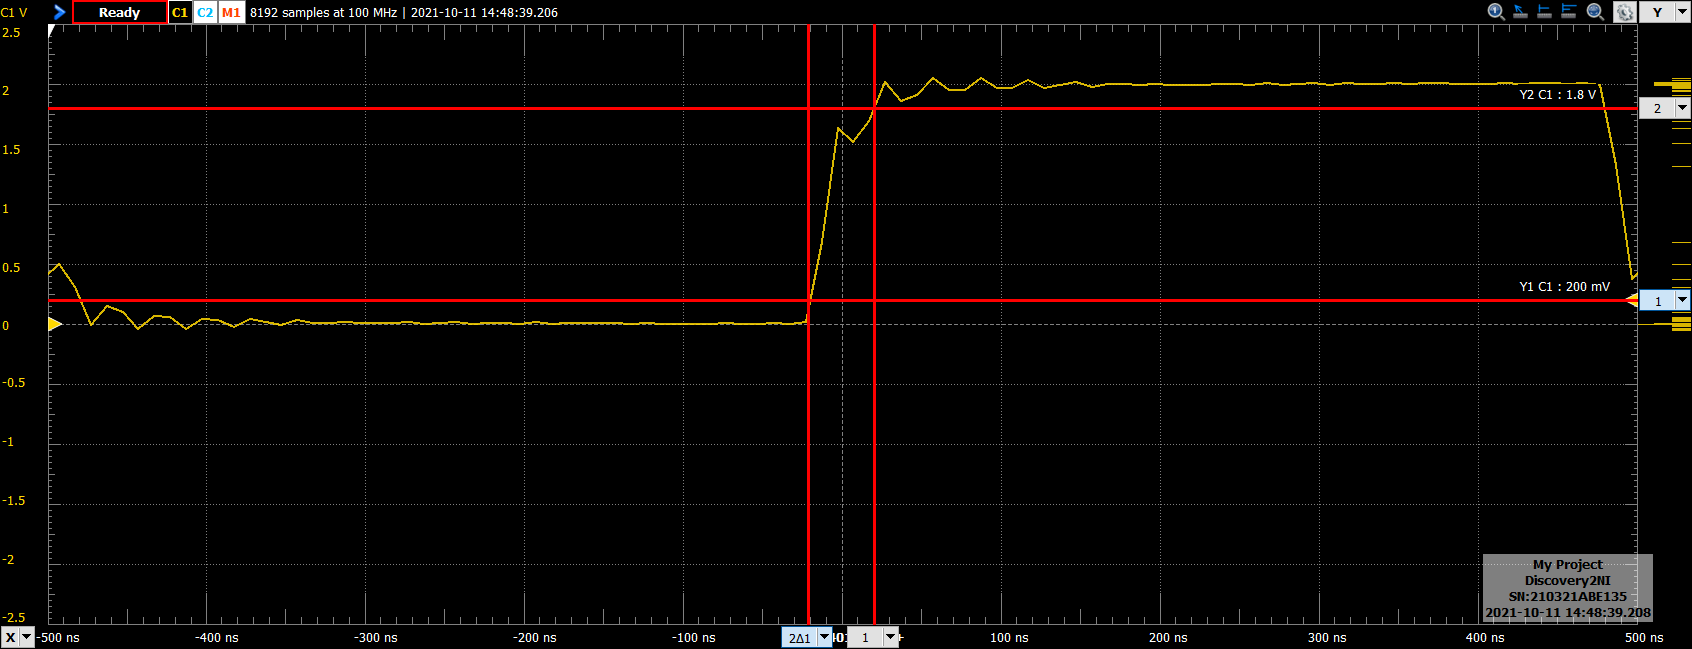 C1 V Ready C1 C2 M1 8192 samples at 100 MHz | 2021-10-11 14:48:39.206 Y
2.5
2
Y2 C1 : 1.8 V
2
1.5
1
0.5
Y1 C1 : 200 mV
1
0
-0.5
-1
-1.5
-2
My Project
Discovery2NI
SN:210321ABE135
2021-10-11 14:48:39.208
-2.5
X -500 ns -400 ns -300 ns -200 ns -100 ns 2Δ1 1 100 ns 200 ns 300 ns 400 ns 500 ns